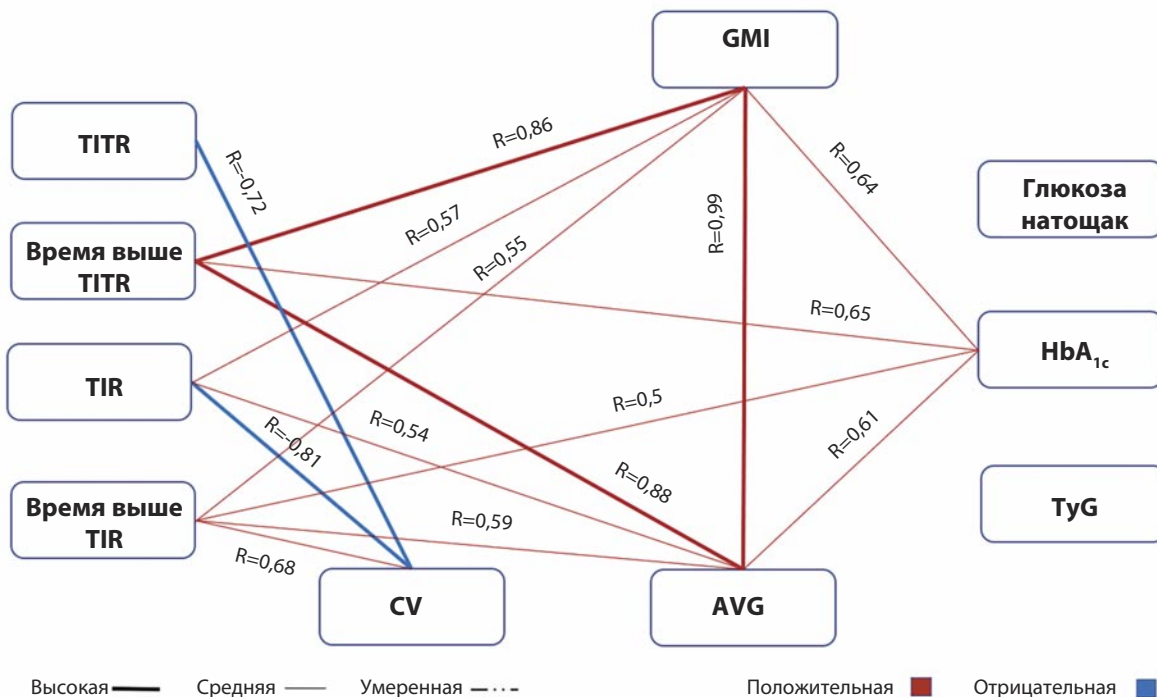 GMI
TITR
R=0,86
R=-0,72
R=0,64
Глюкоза
натощак
R=0,57
R=0,99
Время выше
TITR
R=0,55
R=0,65
HbA1c
TIR
R=0,5
R=-0,81
R=0,54
R=0,61
Время выше
TIR
R=0,88
TyG
R=0,59
R=0,68
CV
AVG
Высокая Средняя Умеренная Положительная Отрицательная